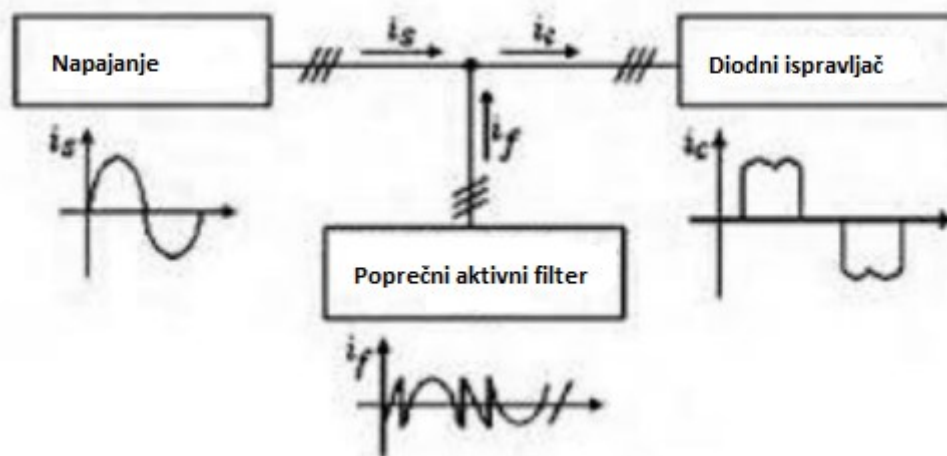 i_s i_c
Napajanje Diodni ispravljač
i_f
i_s i_c
Poprečni aktivni filter
i_f